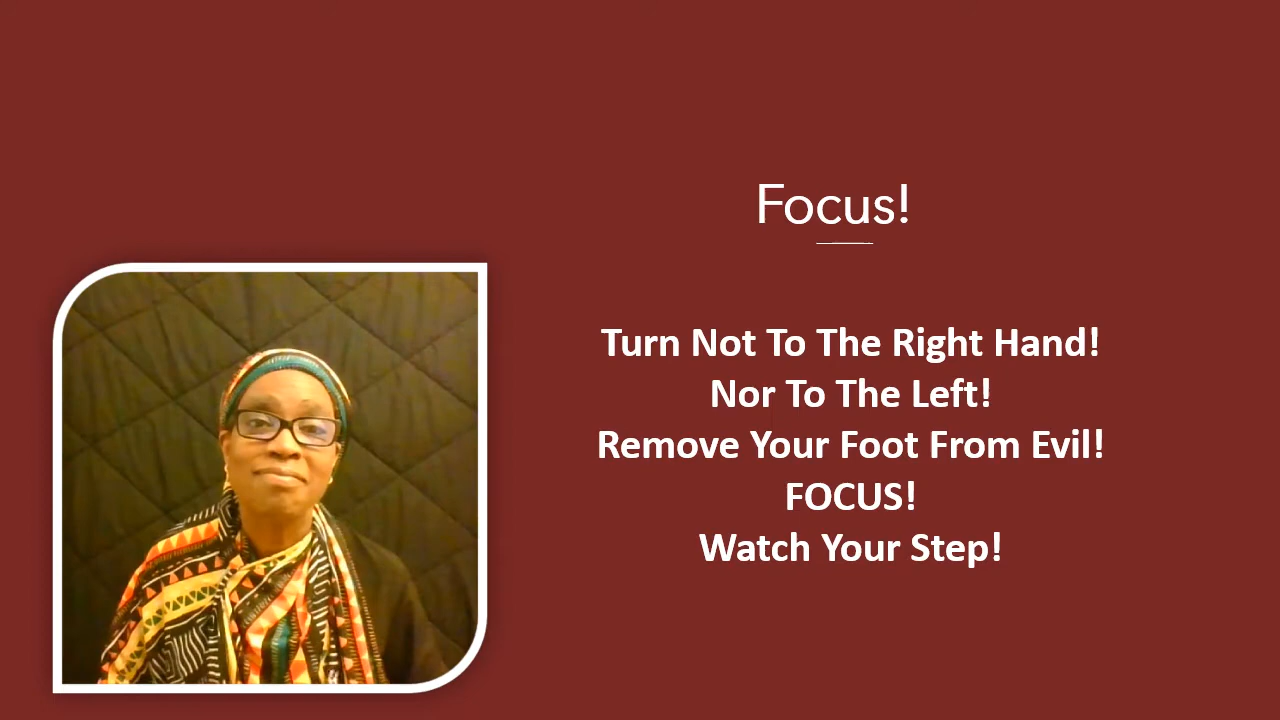 Focus!
Turn Not To The Right Hand!
Nor To The Left!
Remove Your Foot From Evil!
FOCUS!
Watch Your Step!